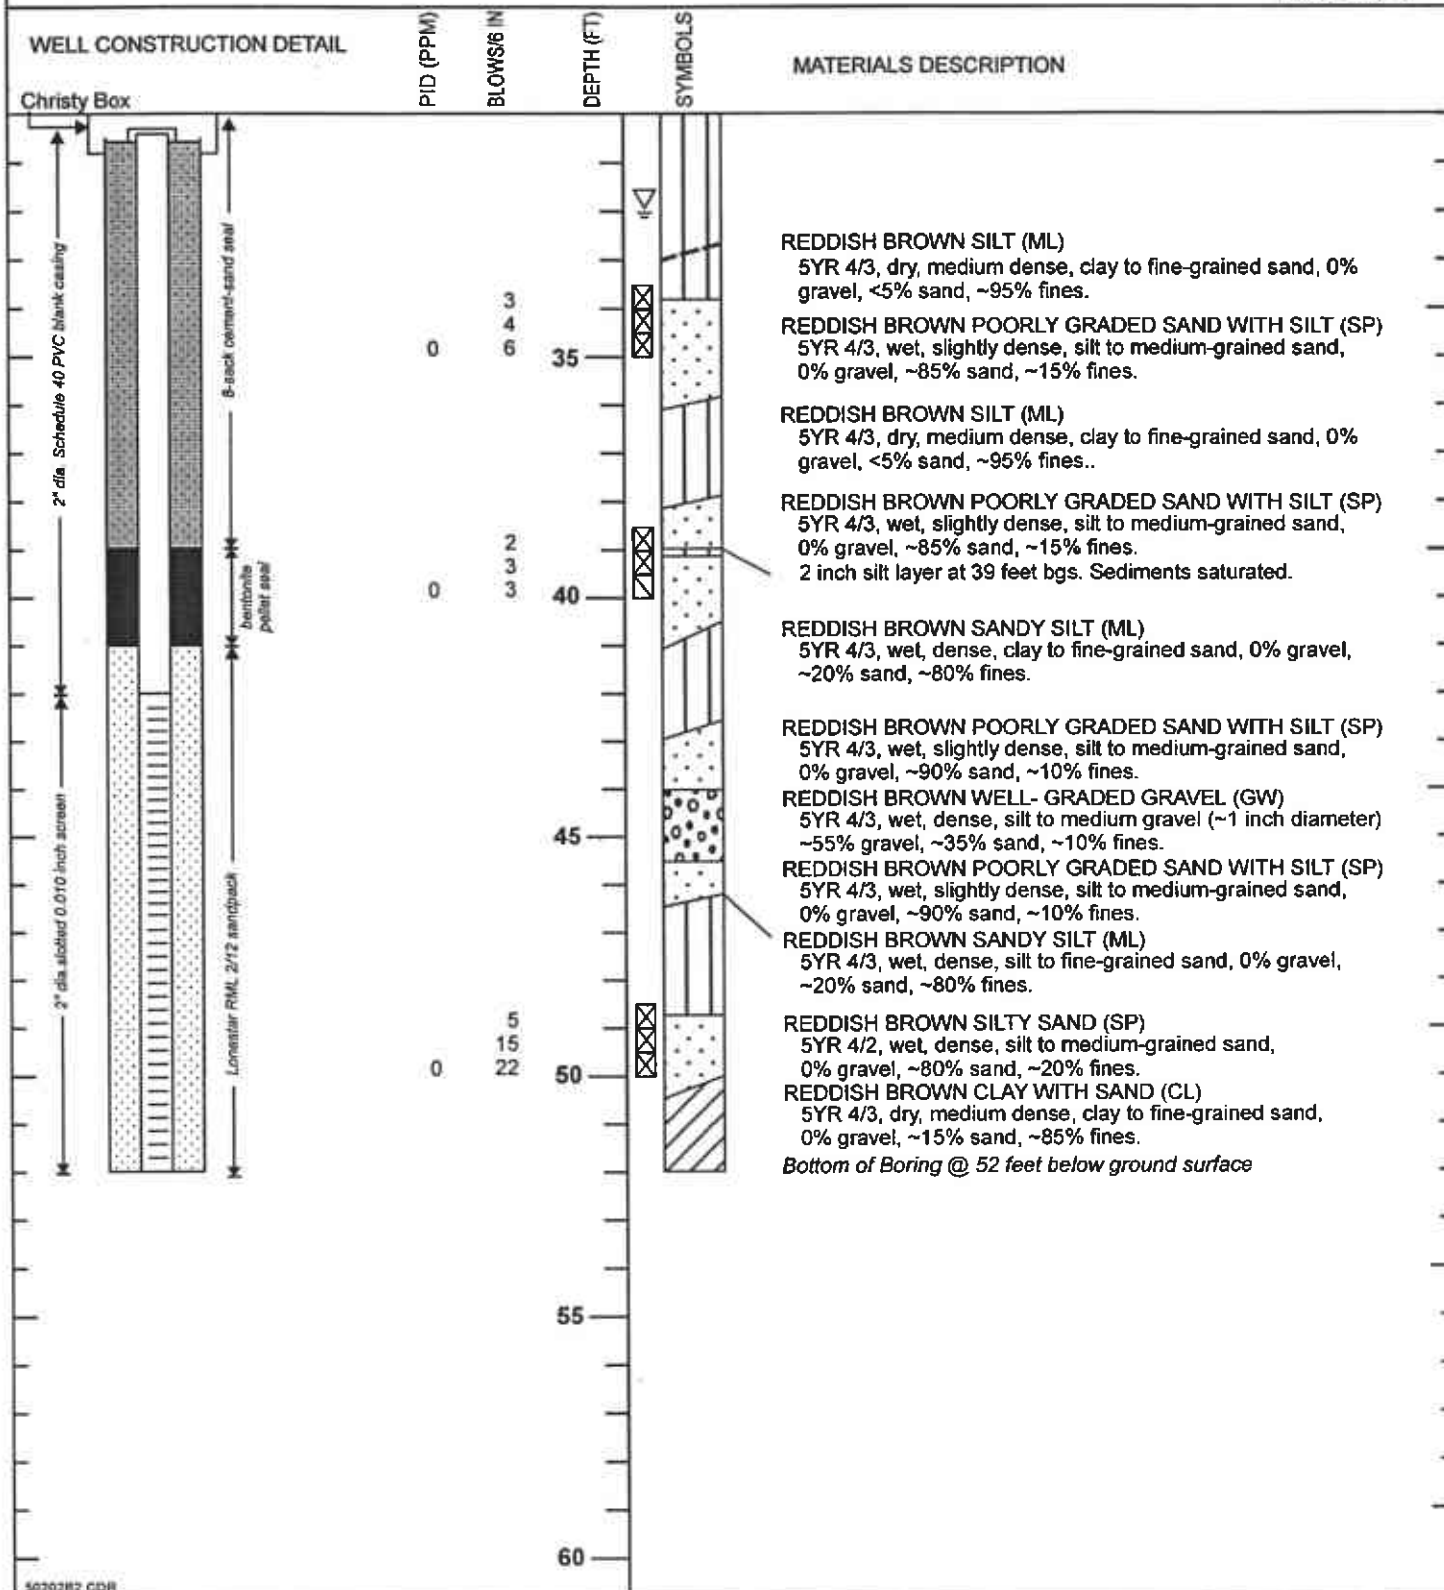 WELL CONSTRUCTION DETAIL
PID (PPM)
BLOWS/6 IN
DEPTH (FT)
SYMBOLS
MATERIALS DESCRIPTION
Christy Box
2" dia. Schedule 40 PVC blank casing
8-sack cement-sand seal
bentonite
pellet seal
2" dia slotted 0.010 inch screen
Lonestar RML 2/12 sandpack
3
4
0 6 35
2
3
0 3 40
45
5
15
0 22 50
55
60
REDDISH BROWN SILT (ML)
5YR 4/3, dry, medium dense, clay to fine-grained sand, 0%
gravel, <5% sand, ~95% fines.
REDDISH BROWN POORLY GRADED SAND WITH SILT (SP)
5YR 4/3, wet, slightly dense, silt to medium-grained sand,
0% gravel, ~85% sand, ~15% fines.
REDDISH BROWN SILT (ML)
5YR 4/3, dry, medium dense, clay to fine-grained sand, 0%
gravel, <5% sand, ~95% fines..
REDDISH BROWN POORLY GRADED SAND WITH SILT (SP)
5YR 4/3, wet, slightly dense, silt to medium-grained sand,
0% gravel, ~85% sand, ~15% fines.
2 inch silt layer at 39 feet bgs. Sediments saturated.
REDDISH BROWN SANDY SILT (ML)
5YR 4/3, wet, dense, clay to fine-grained sand, 0% gravel,
~20% sand, ~80% fines.
REDDISH BROWN POORLY GRADED SAND WITH SILT (SP)
5YR 4/3, wet, slightly dense, silt to medium-grained sand,
0% gravel, ~90% sand, ~10% fines.
REDDISH BROWN WELL- GRADED GRAVEL (GW)
5YR 4/3, wet, dense, silt to medium gravel (~1 inch diameter)
~55% gravel, ~35% sand, ~10% fines.
REDDISH BROWN POORLY GRADED SAND WITH SILT (SP)
5YR 4/3, wet, slightly dense, silt to medium-grained sand,
0% gravel, ~90% sand, ~10% fines.
REDDISH BROWN SANDY SILT (ML)
5YR 4/3, wet, dense, silt to fine-grained sand, 0% gravel,
~20% sand, ~80% fines.
REDDISH BROWN SILTY SAND (SP)
5YR 4/2, wet, dense, silt to medium-grained sand,
0% gravel, ~80% sand, ~20% fines.
REDDISH BROWN CLAY WITH SAND (CL)
5YR 4/3, dry, medium dense, clay to fine-grained sand,
0% gravel, ~15% sand, ~85% fines.
Bottom of Boring @ 52 feet below ground surface